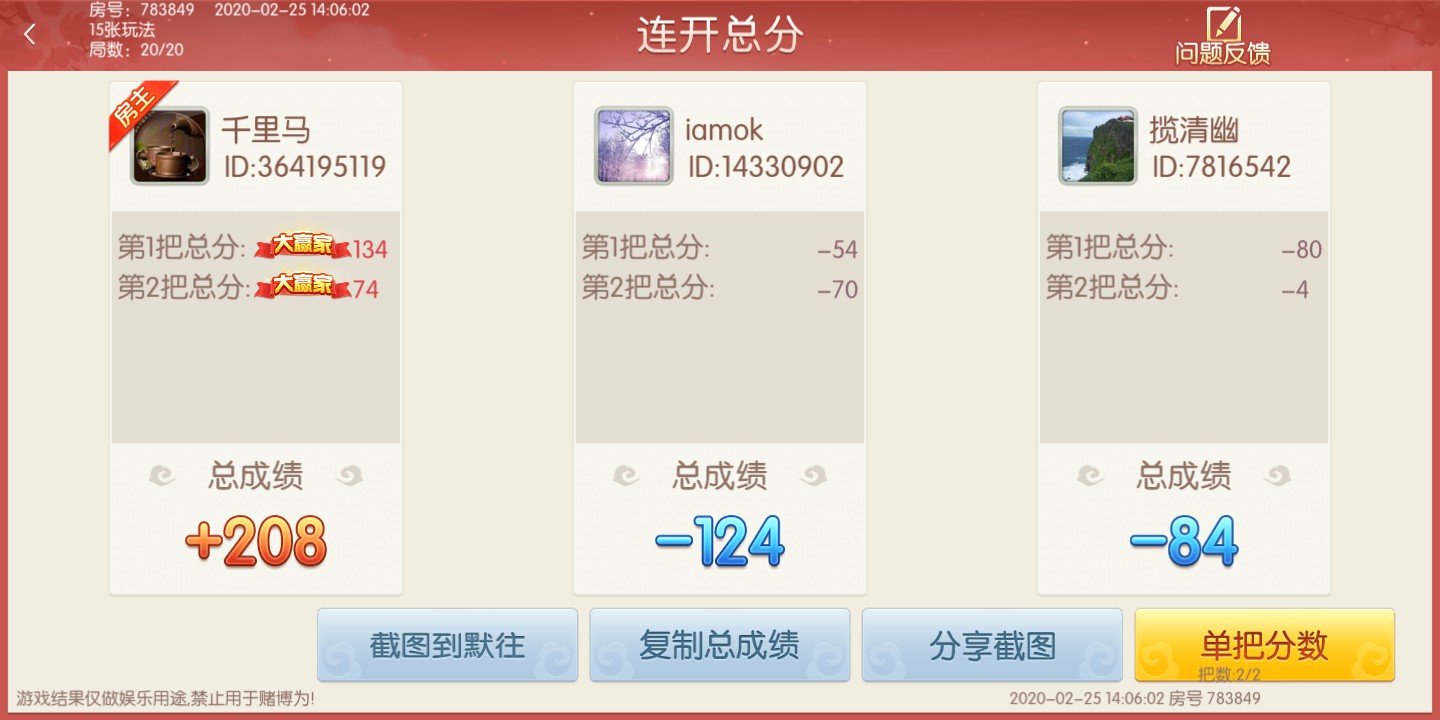 房号：783849 2020-02-25 14:06:02
15张玩法
局数：20/20
连开总分
问题反馈
房主
千里马
ID:364195119
第1把总分: 大赢家 134
第2把总分: 大赢家 74
总成绩
+208
iamok
ID:14330902
第1把总分: -54
第2把总分: -70
总成绩
-124
揽清幽
ID:7816542
第1把总分: -80
第2把总分: -4
总成绩
-84
截图到默往
复制总成绩
分享截图
单把分数
把数:2/2
游戏结果仅做娱乐用途,禁止用于赌博为!
2020-02-25 14:06:02 房号 783849